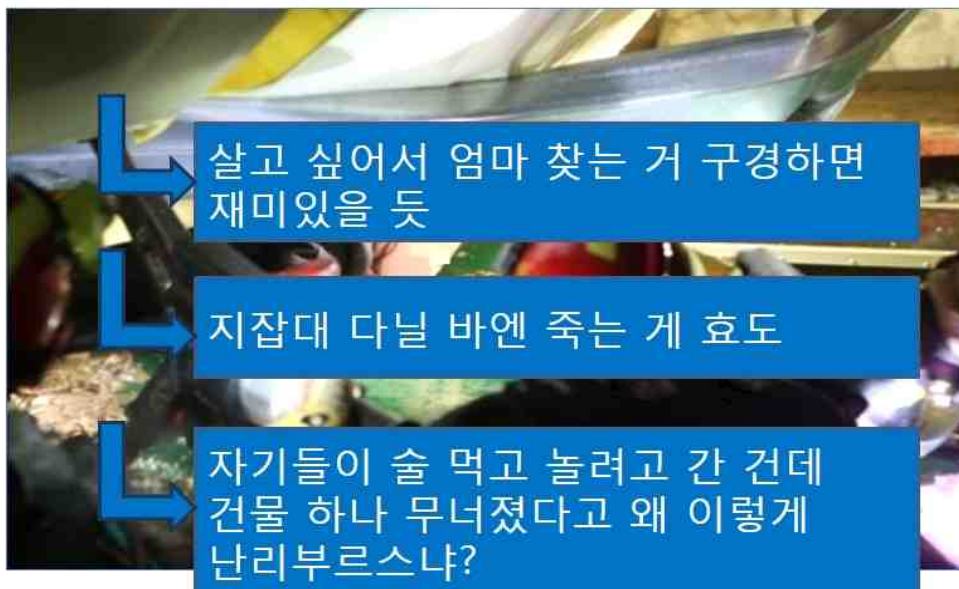 살고 싶어서 엄마 찾는 거 구경하면
재미있을 듯
지잡대 다닐 바엔 죽는 게 효도
자기들이 술 먹고 놀려고 간 건데
건물 하나 무너졌다고 왜 이렇게
난리부르스냐?